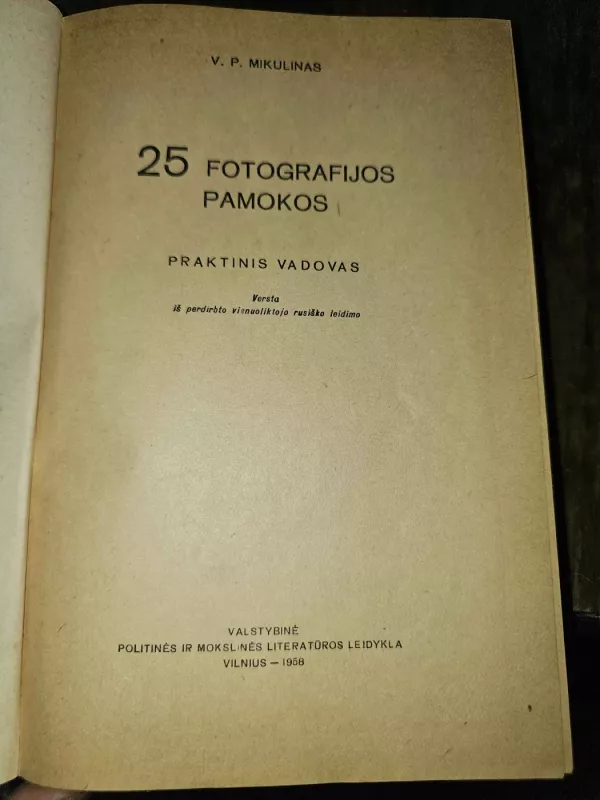 V. P. MIKULINAS
25 FOTOGRAFIJOS
PAMOKOS
PRAKTINIS VADOVAS
Versta
iš perdirbto vienuoliktojo rusiško leidimo
VALSTYBINĖ
POLITINĖS IR MOKSLINĖS LITERATŪROS LEIDYKLA
VILNIUS — 1958